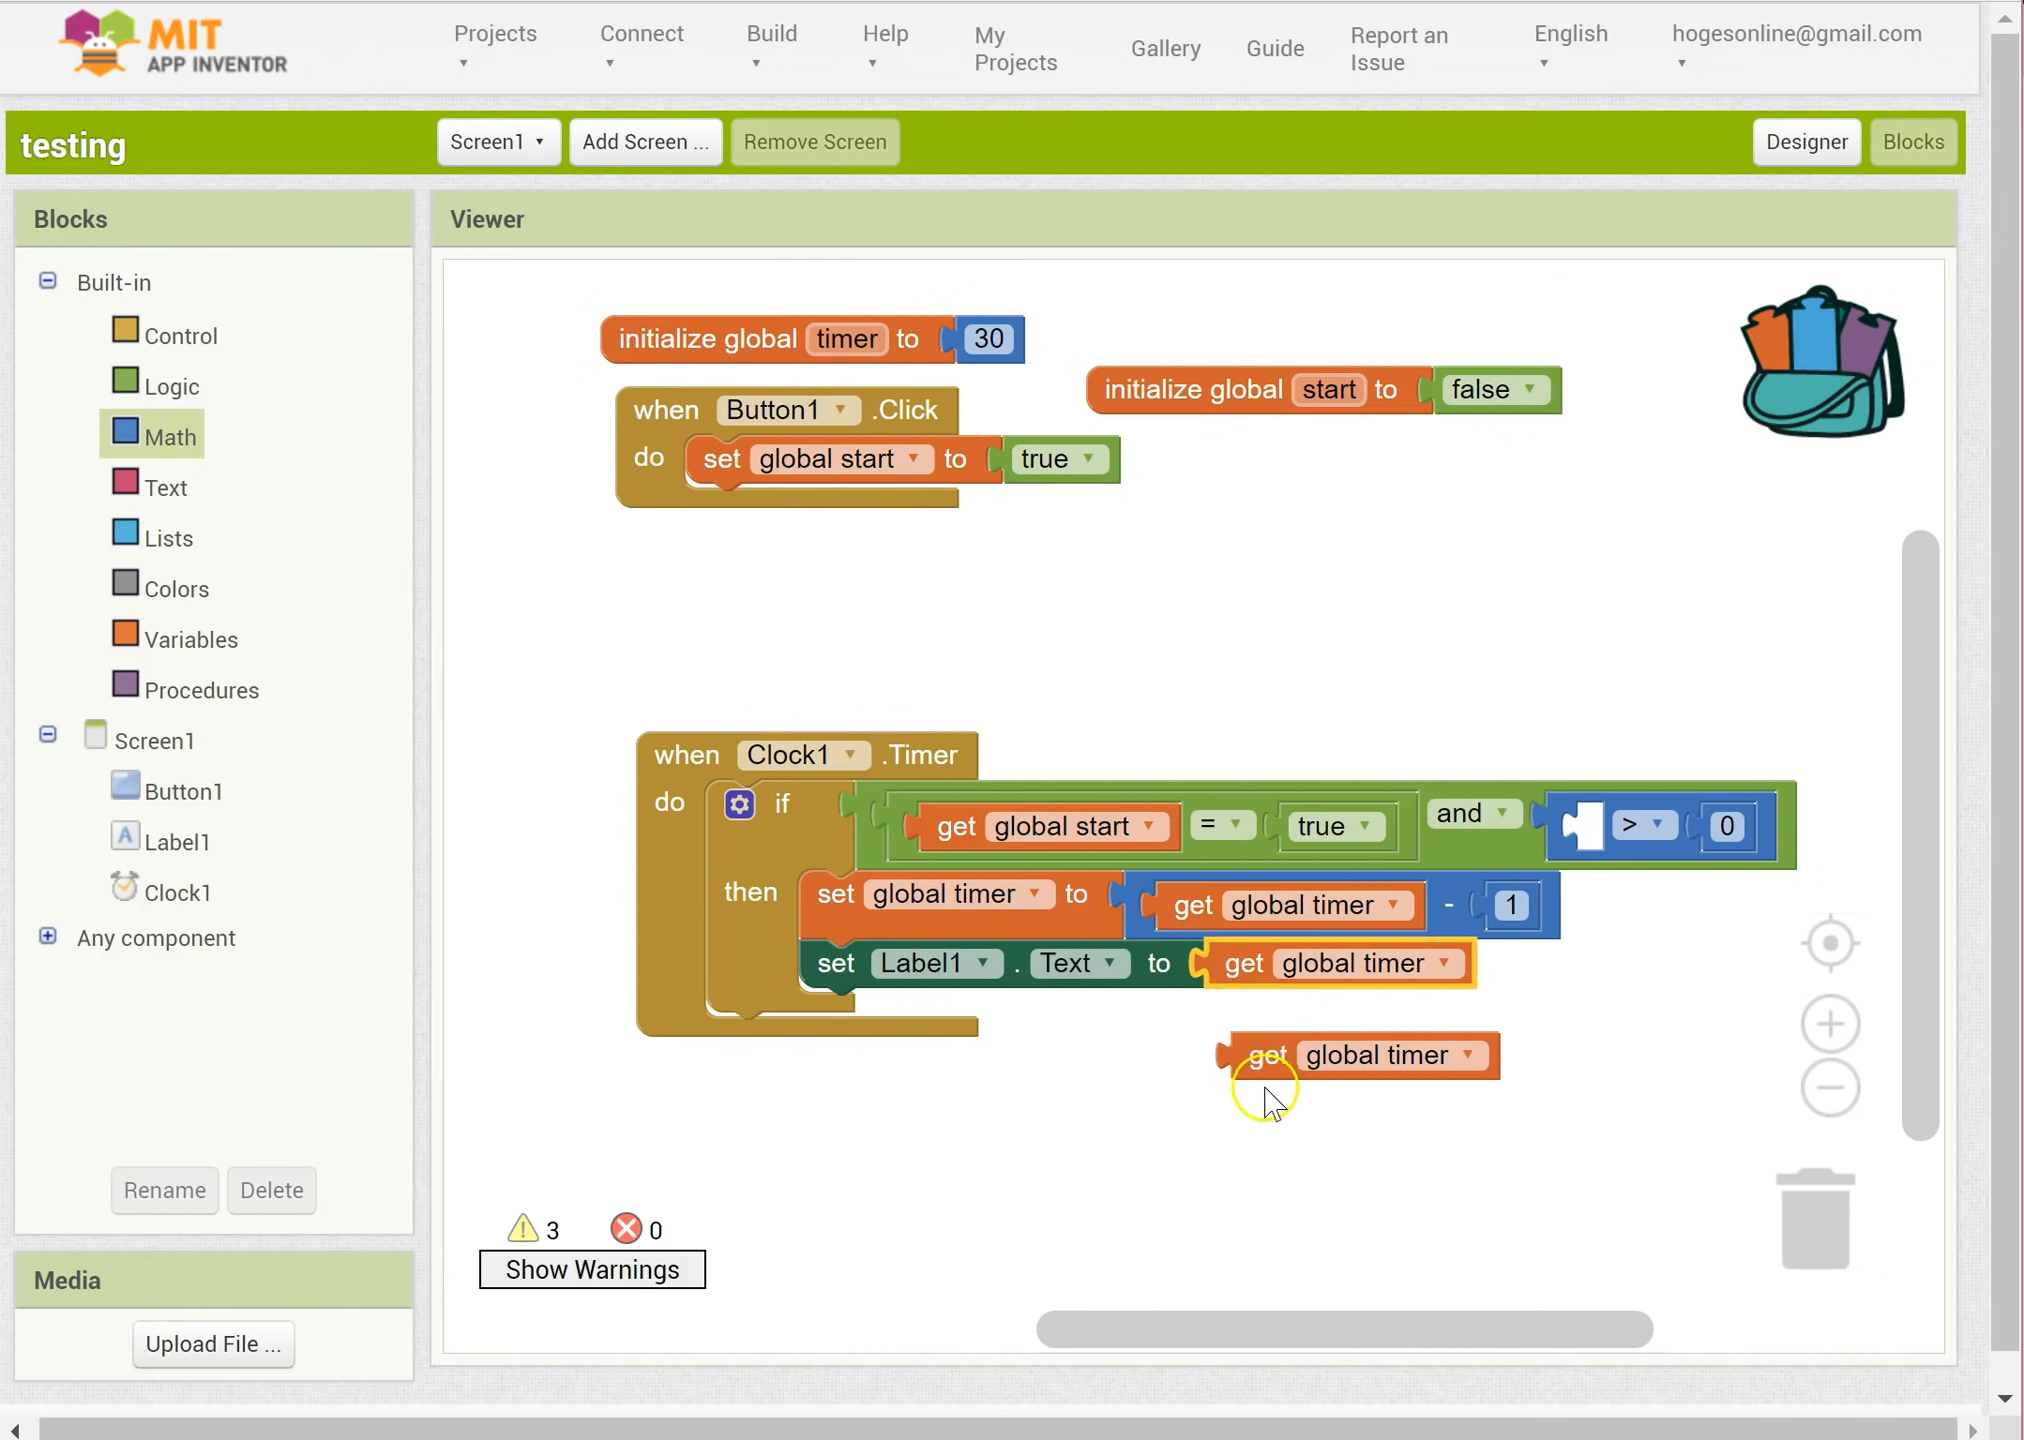 MIT
APP INVENTOR
Projects
Connect
Build
Help
My
Projects
Gallery
Guide
Report an
Issue
English
hogesonline@gmail.com
testing
Screen1
Add Screen ...
Remove Screen
Designer
Blocks
Blocks
Built-in
Control
Logic
Math
Text
Lists
Colors
Variables
Procedures
Screen1
Button1
A
Label1
Clock1
Any component
Rename
Delete
Media
Upload File ...
Viewer
initialize global timer to 30
initialize global start to false
when Button1 .Click
do set global start to true
when Clock1 .Timer
do if get global start = true and > 0
then set global timer to get global timer - 1
set Label1 . Text to get global timer
get global timer
3
0
Show Warnings